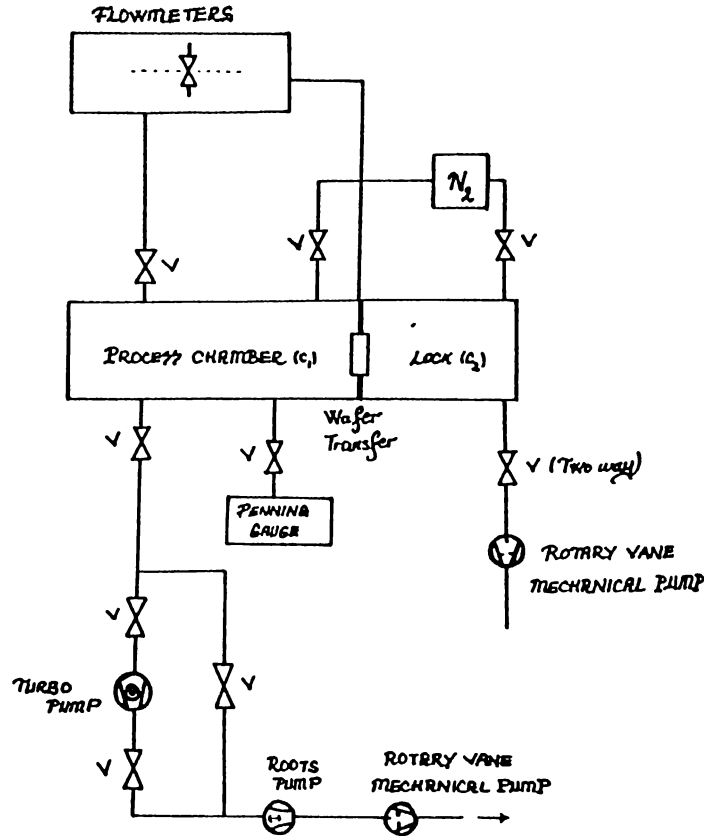 FLOWMETERS
N2
V
V
V
PROCESS CHAMBER (C1)
LOCK (C2)
Wafer
Transfer
V
V
V (Two way)
PENNING
GAUGE
ROTARY VANE
MECHANICAL PUMP
V
TURBO
PUMP
V
V
ROOTS
PUMP
ROTARY VANE
MECHANICAL PUMP